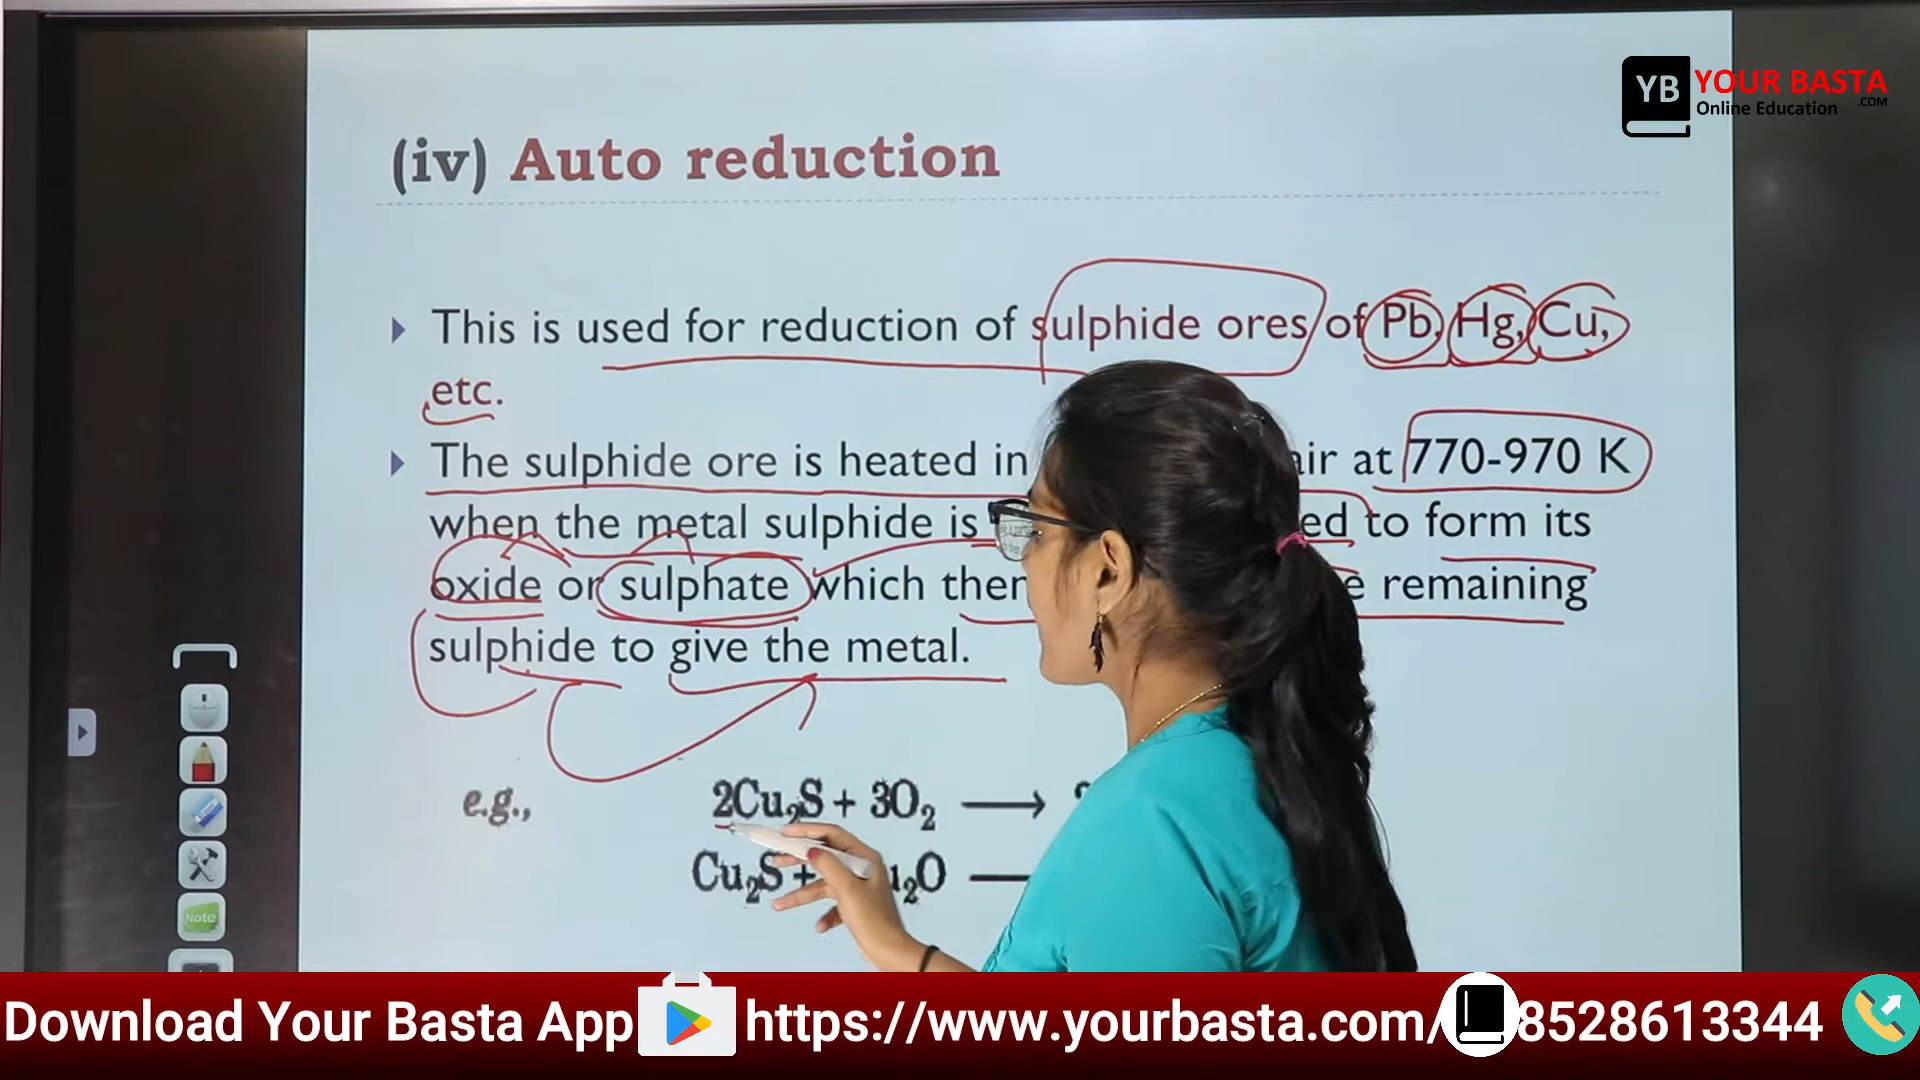 YB YOUR BASTA
.COM
Online Education
(iv) Auto reduction
This is used for reduction of sulphide ores of Pb, Hg, Cu,
etc.
The sulphide ore is heated in air at 770-970 K
when the metal sulphide is ed to form its
oxide or sulphate which then remaining
sulphide to give the metal.
e.g., 2Cu₂S + 3O₂ ⟶
Cu₂S + ₂O —
Note
Download Your Basta App https://www.yourbasta.com/ 8528613344